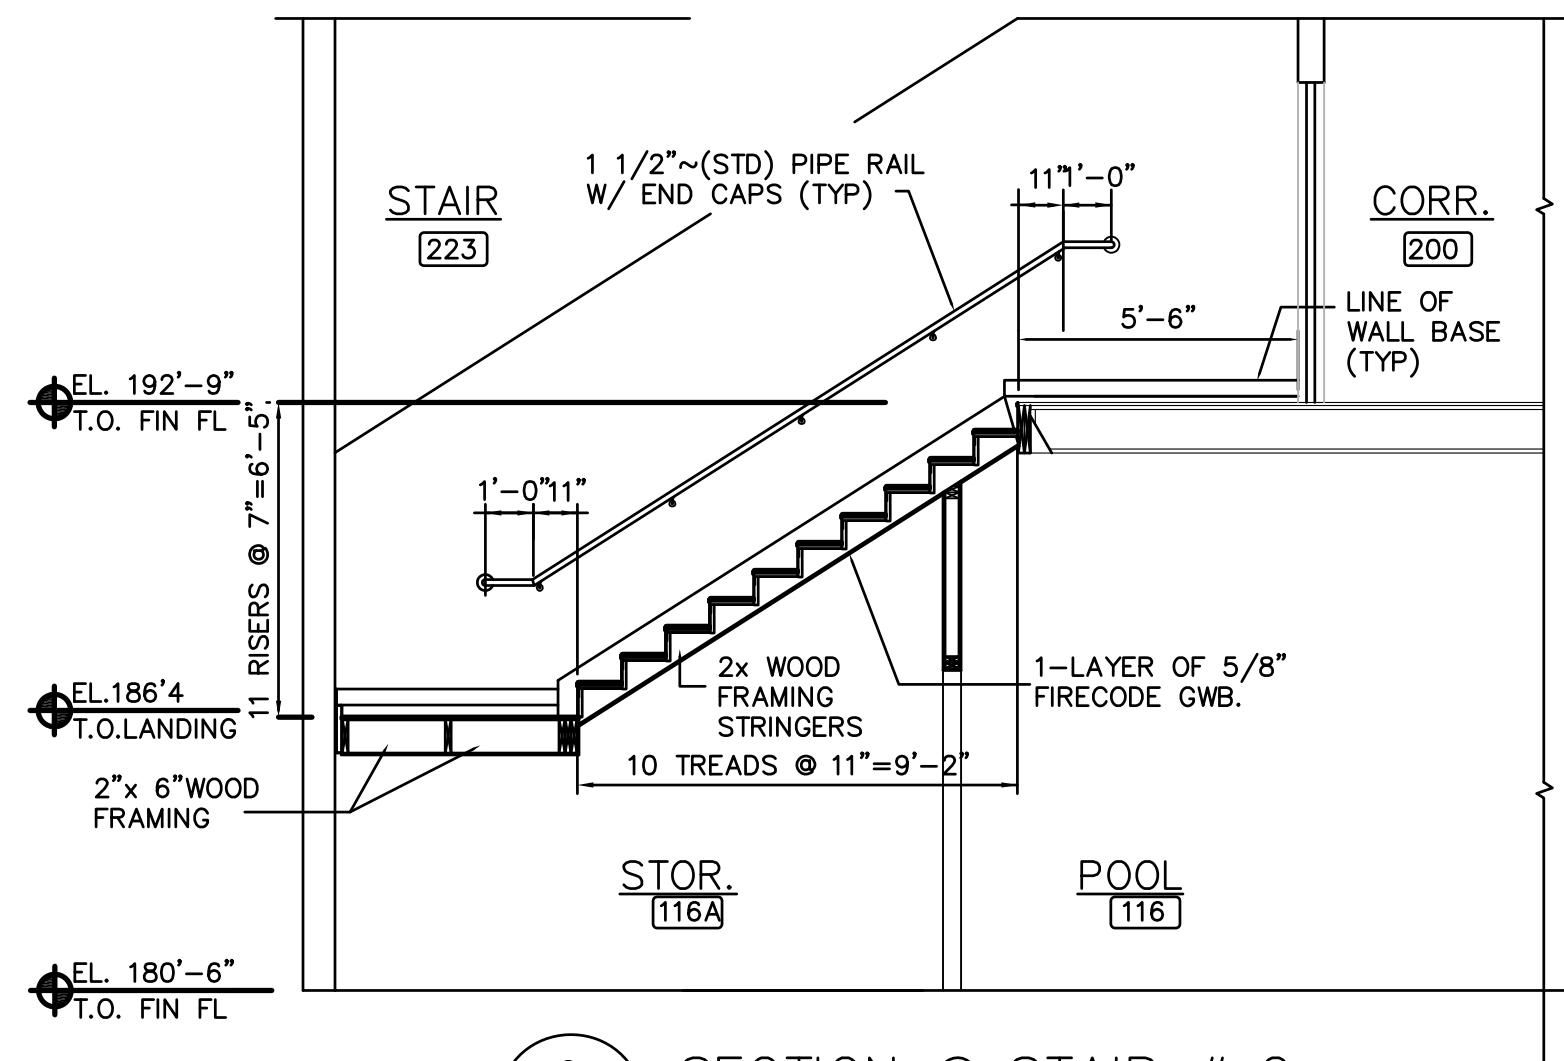 1 1/2"~(STD) PIPE RAIL
W/ END CAPS (TYP)
STAIR
223
11"
1'-0"
CORR.
200
LINE OF
WALL BASE
(TYP)
5'-6"
EL. 192'-9"
T.O. FIN FL
11 RISERS @ 7"=6'-5"
1'-0"
11"
EL.186'4
T.O.LANDING
2x WOOD
FRAMING
STRINGERS
1-LAYER OF 5/8"
FIRECODE GWB.
10 TREADS @ 11"=9'-2"
2"x 6"WOOD
FRAMING
STOR.
116A
POOL
116
EL. 180'-6"
T.O. FIN FL
SECTION @ STAIR #